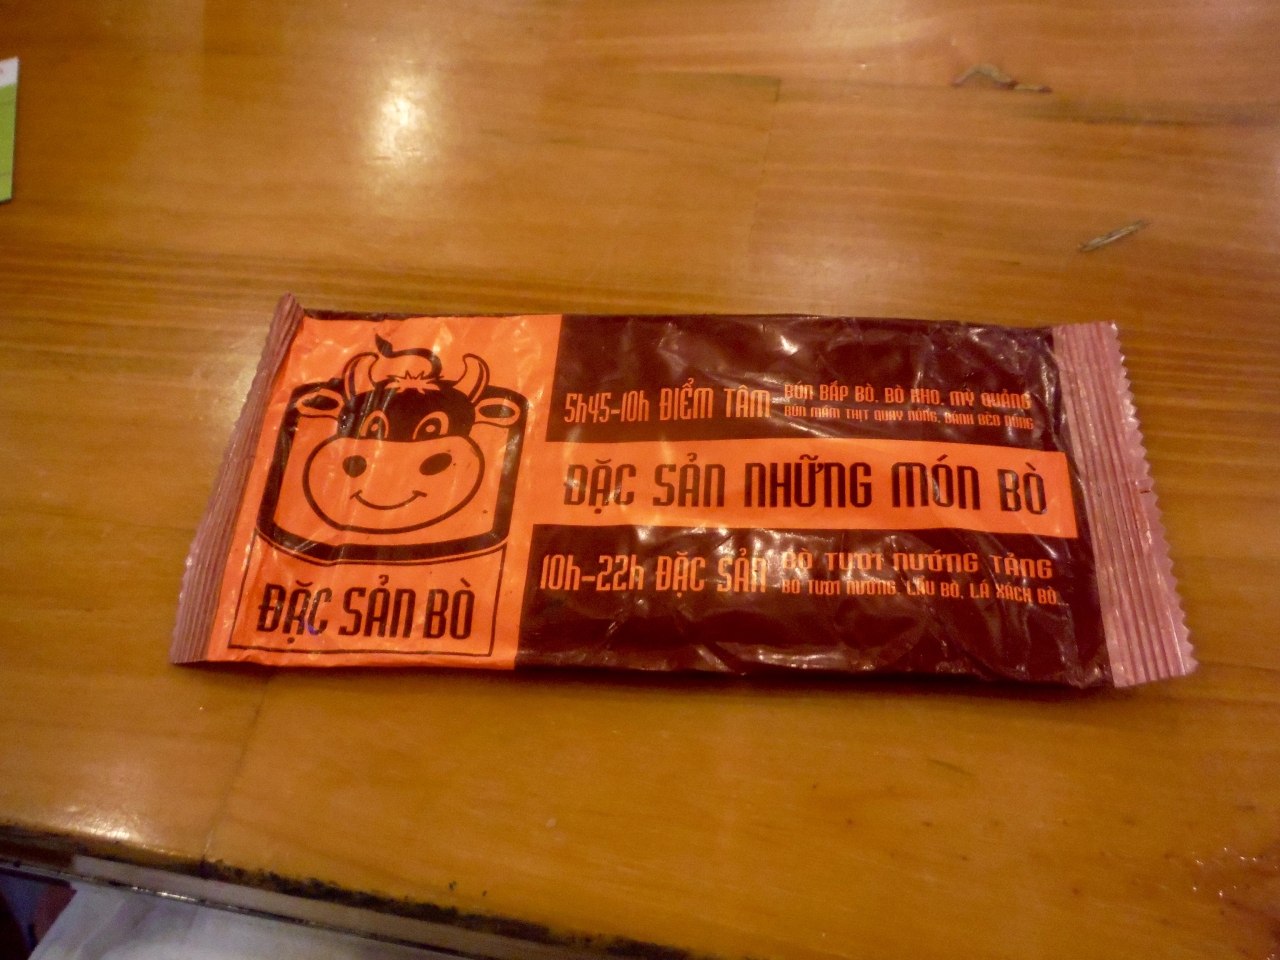 ĐẶC SẢN BÒ
5h45-10h ĐIỂM TÂM
BÚN BẮP BÒ, BÒ KHO, MỲ QUẢNG
BÚN MẮM THỊT QUAY NÓNG, BÁNH BÈO NÓNG
ĐẶC SẢN NHỮNG MÓN BÒ
10h-22h ĐẶC SẢN
BÒ TƯƠI NƯỚNG TẢNG
BÒ TƯƠI NƯỚNG, LẨU BÒ, LÁ XÁCH BÒ...